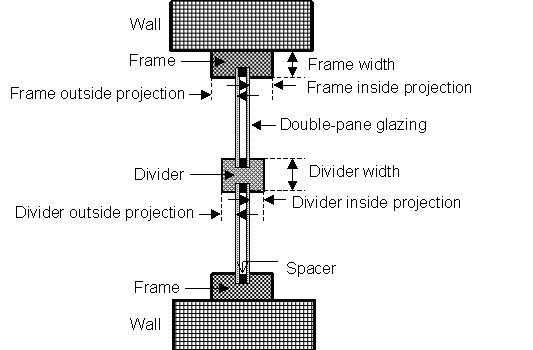 Wall
Frame
Frame width
Frame outside projection
Frame inside projection
Double-pane glazing
Divider
Divider width
Divider outside projection
Divider inside projection
Spacer
Frame
Wall